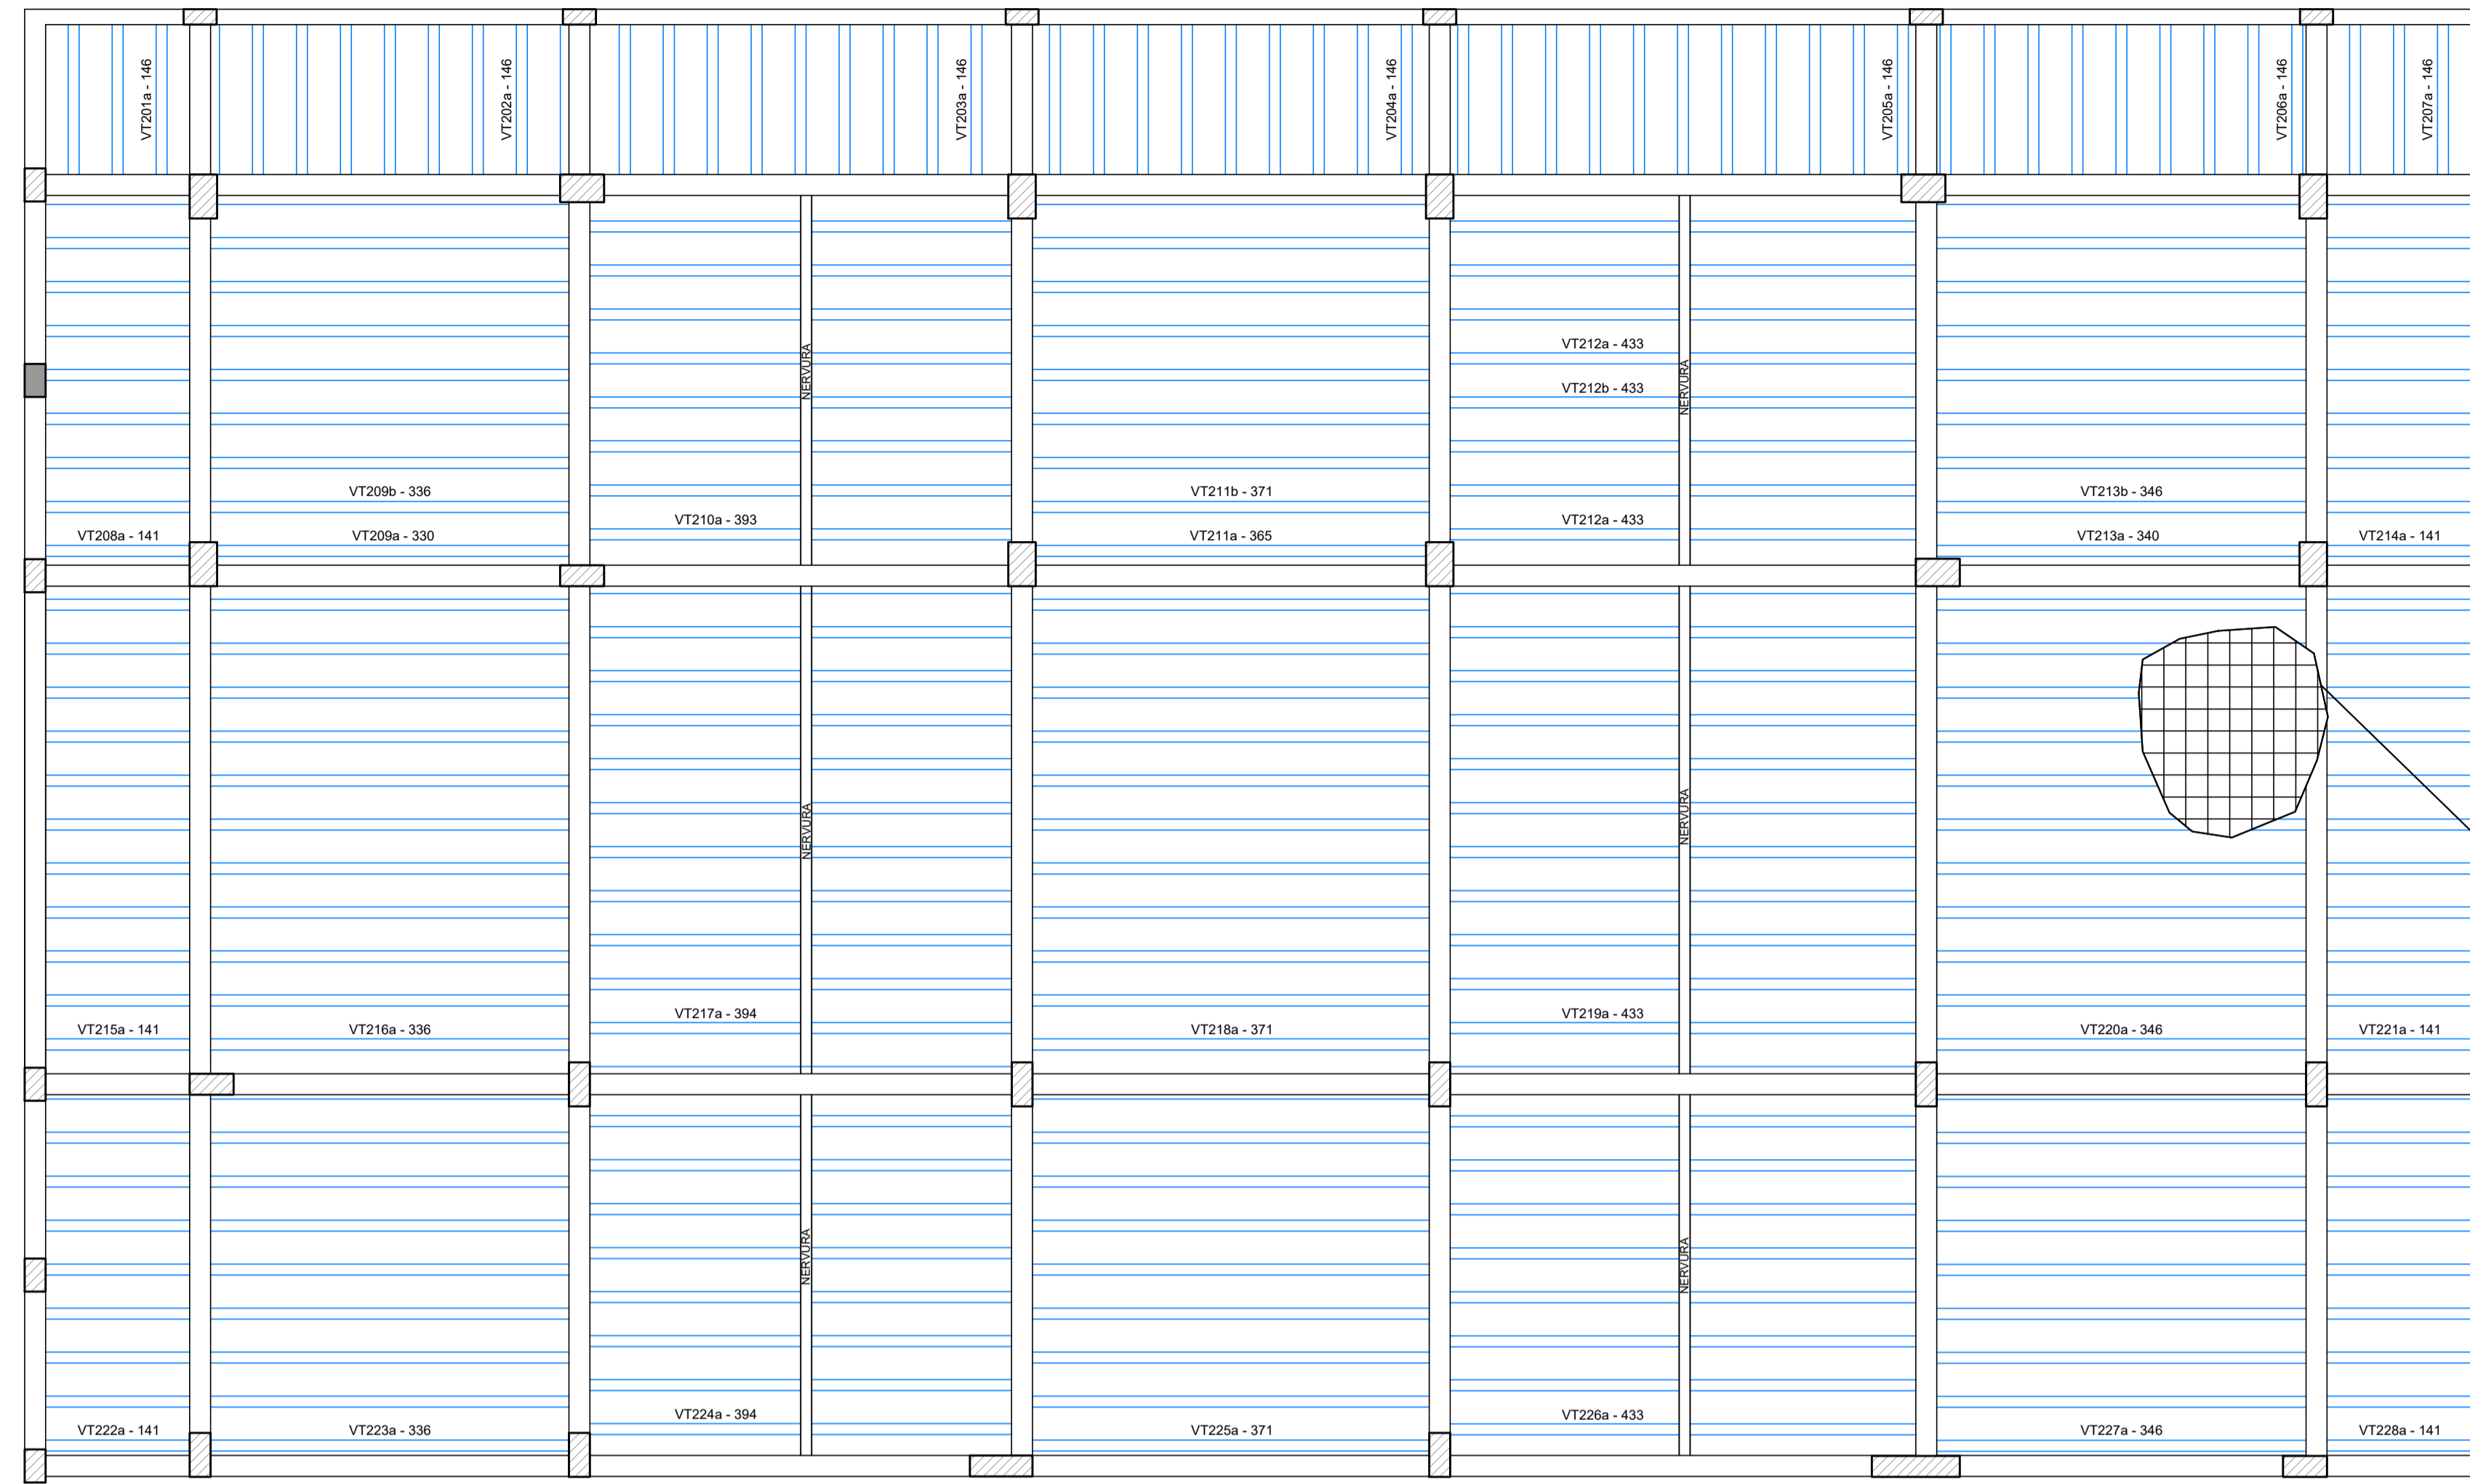 VT201a - 146
VT202a - 146
VT203a - 146
VT204a - 146
VT205a - 146
VT206a - 146
VT207a - 146
NERVURA
VT212a - 433
VT212b - 433
NERVURA
VT209b - 336
VT211b - 371
VT213b - 346
VT208a - 141
VT209a - 330
VT210a - 393
VT211a - 365
VT212a - 433
VT213a - 340
VT214a - 141
NERVURA
NERVURA
VT215a - 141
VT216a - 336
VT217a - 394
VT218a - 371
VT219a - 433
VT220a - 346
VT221a - 141
NERVURA
NERVURA
VT222a - 141
VT223a - 336
VT224a - 394
VT225a - 371
VT226a - 433
VT227a - 346
VT228a - 141